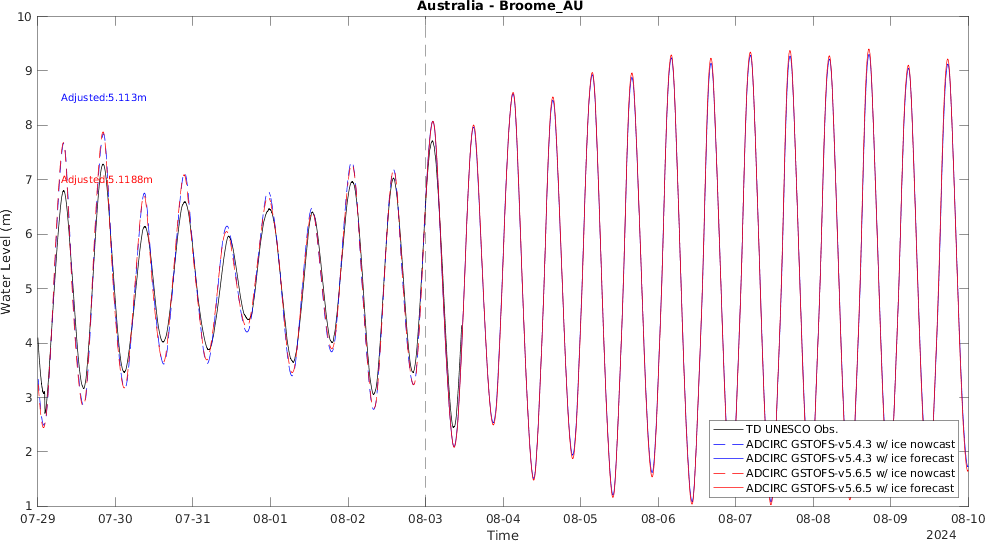 Australia - Broome_AU
10
9
8
7
6
5
4
3
2
1
Water Level (m)
Adjusted:5.113m
Adjusted:5.1188m
TD UNESCO Obs.
ADCIRC GSTOFS-v5.4.3 w/ ice nowcast
ADCIRC GSTOFS-v5.4.3 w/ ice forecast
ADCIRC GSTOFS-v5.6.5 w/ ice nowcast
ADCIRC GSTOFS-v5.6.5 w/ ice forecast
07-29 07-30 07-31 08-01 08-02 08-03 08-04 08-05 08-06 08-07 08-08 08-09 08-10
Time
2024